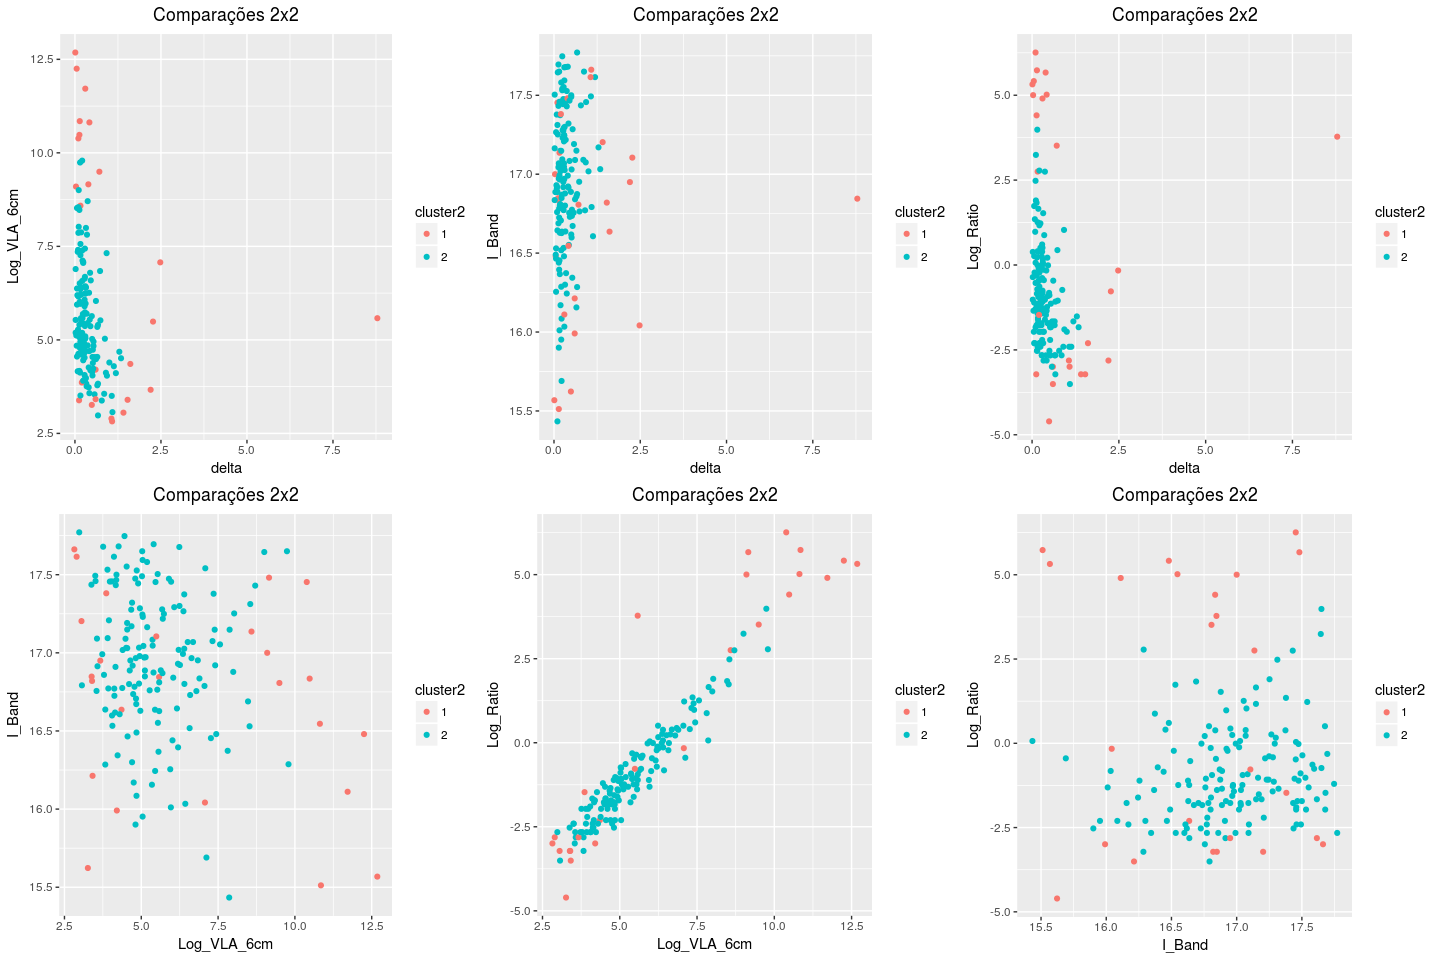 Comparações 2x2
12.5
10.0
7.5
5.0
2.5
0.0 2.5 5.0 7.5
Log_VLA_6cm
delta
cluster2
1
2
Comparações 2x2
17.5
17.0
16.5
16.0
15.5
0.0 2.5 5.0 7.5
I_Band
delta
cluster2
1
2
Comparações 2x2
5.0
2.5
0.0
-2.5
-5.0
0.0 2.5 5.0 7.5
Log_Ratio
delta
cluster2
1
2
Comparações 2x2
17.5
17.0
16.5
16.0
15.5
2.5 5.0 7.5 10.0 12.5
I_Band
Log_VLA_6cm
cluster2
1
2
Comparações 2x2
5.0
2.5
0.0
-2.5
-5.0
2.5 5.0 7.5 10.0 12.5
Log_Ratio
Log_VLA_6cm
cluster2
1
2
Comparações 2x2
5.0
2.5
0.0
-2.5
-5.0
15.5 16.0 16.5 17.0 17.5
Log_Ratio
I_Band
cluster2
1
2